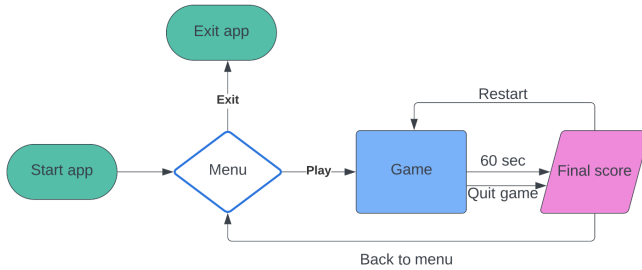 Exit app
Exit
Restart
Start app
Menu
Play
Game
60 sec
Quit game
Final score
Back to menu